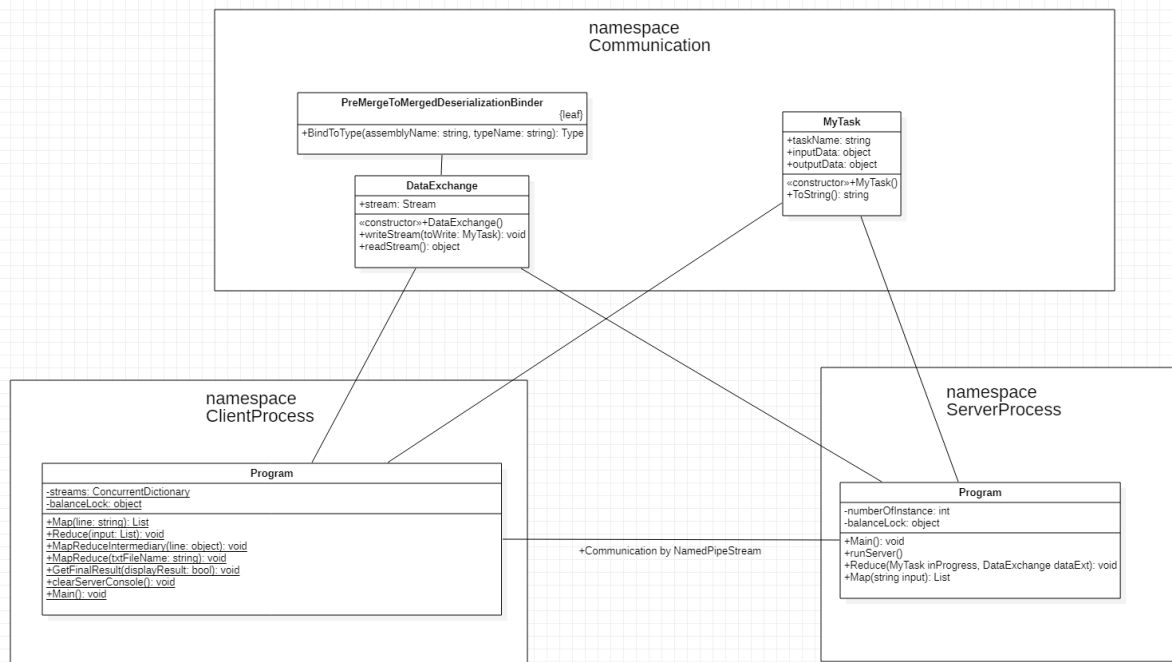 namespace
Communication
PreMergeToMergedDeserializationBinder
{leaf}
+BindToType(assemblyName: string, typeName: string): Type
MyTask
+taskName: string
+inputData: object
+outputData: object
«constructor»+MyTask()
+ToString(): string
DataExchange
+stream: Stream
«constructor»+DataExchange()
+writeStream(toWrite: MyTask): void
+readStream(): object
namespace
ClientProcess
Program
-streams: ConcurrentDictionary
-balanceLock: object
+Map(line: string): List
+Reduce(input: List): void
+MapReduceIntermediary(line: object): void
+MapReduce(txtFileName: string): void
+GetFinalResult(displayResult: bool): void
+clearServerConsole(): void
+Main(): void
+Communication by NamedPipeStream
namespace
ServerProcess
Program
-numberOfInstance: int
-balanceLock: object
+Main(): void
+runServer()
+Reduce(MyTask inProgress, DataExchange dataExt): void
+Map(string input): List